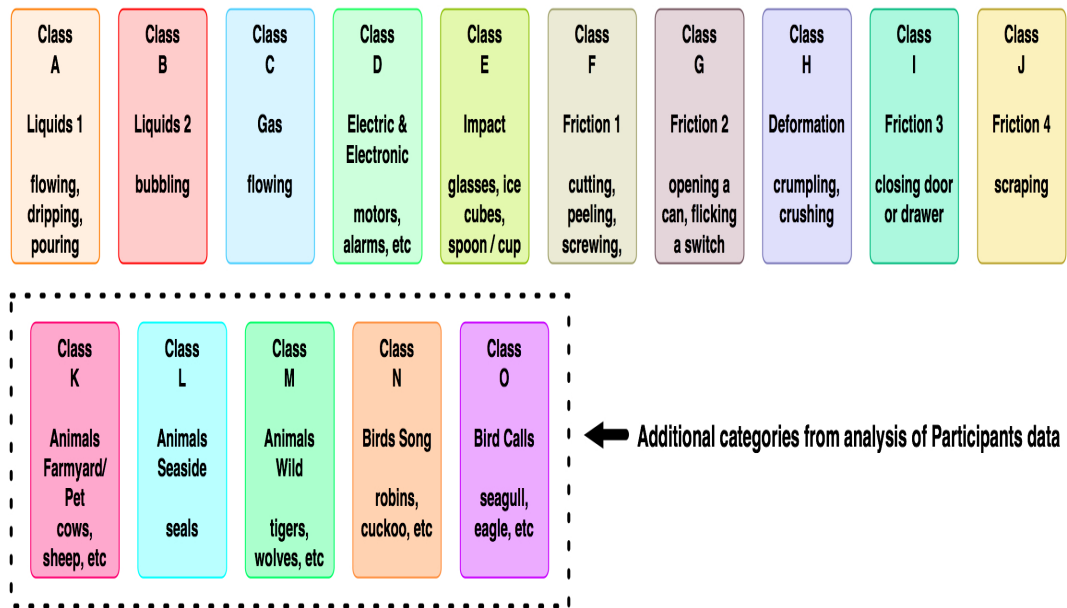 Class
A
Liquids 1
flowing,
dripping,
pouring
Class
B
Liquids 2
bubbling
Class
C
Gas
flowing
Class
D
Electric &
Electronic
motors,
alarms, etc
Class
E
Impact
glasses, ice
cubes,
spoon / cup
Class
F
Friction 1
cutting,
peeling,
screwing,
Class
G
Friction 2
opening a
can, flicking
a switch
Class
H
Deformation
crumpling,
crushing
Class
I
Friction 3
closing door
or drawer
Class
J
Friction 4
scraping
Class
K
Animals
Farmyard/
Pet
cows,
sheep, etc
Class
L
Animals
Seaside
seals
Class
M
Animals
Wild
tigers,
wolves, etc
Class
N
Birds Song
robins,
cuckoo, etc
Class
O
Bird Calls
seagull,
eagle, etc
Additional categories from analysis of Participants data